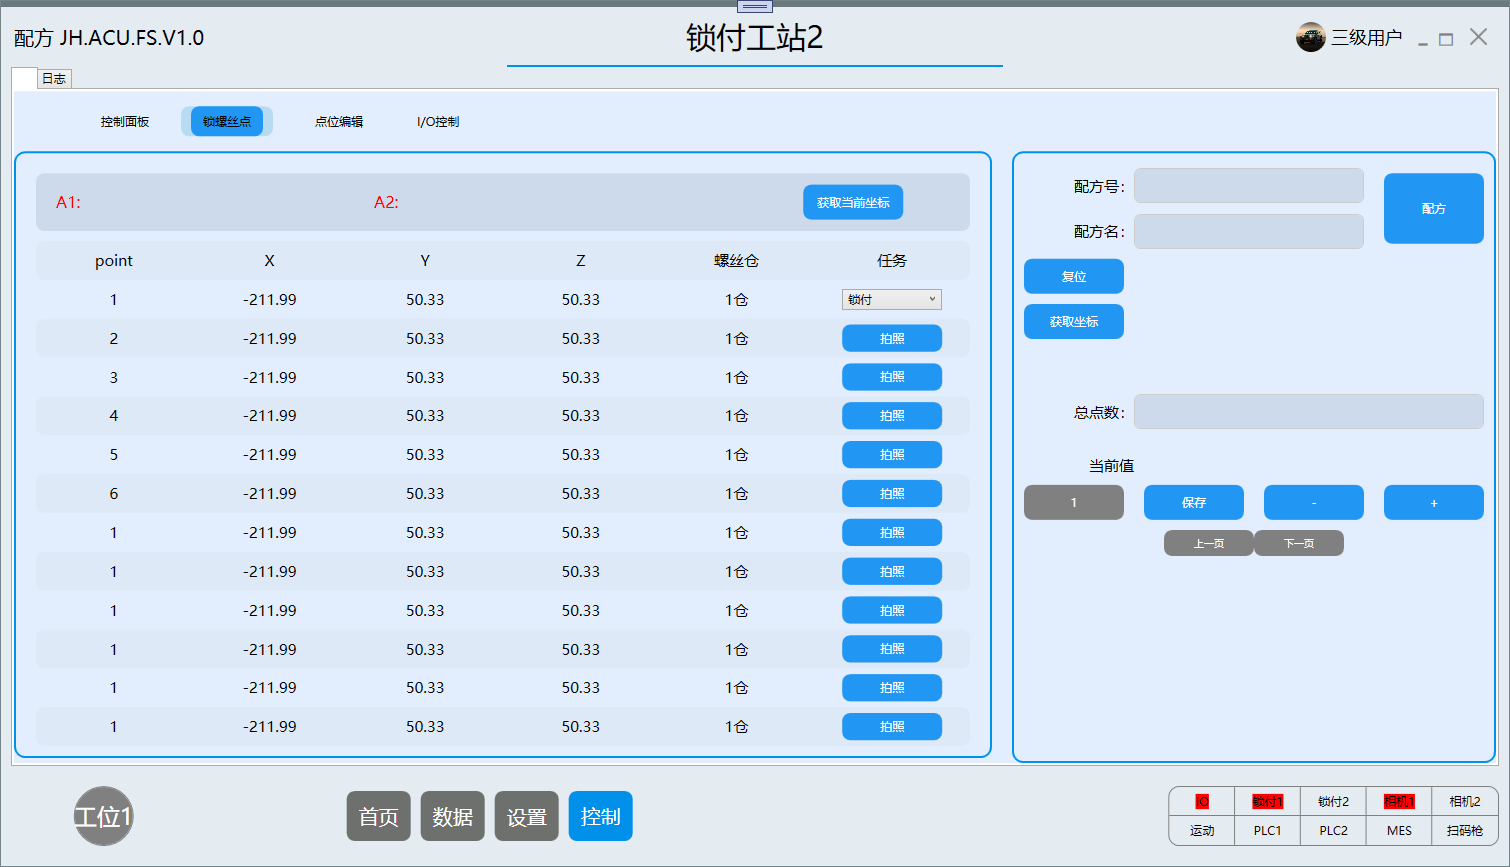 配方 JH.ACU.FS.V1.0
锁付工站2
三级用户
日志
控制面板 锁螺丝点 点位编辑 I/O控制
A1: A2: 获取当前坐标
point X Y Z 螺丝仓 任务
1 -211.99 50.33 50.33 1仓 锁付
2 -211.99 50.33 50.33 1仓 拍照
3 -211.99 50.33 50.33 1仓 拍照
4 -211.99 50.33 50.33 1仓 拍照
5 -211.99 50.33 50.33 1仓 拍照
6 -211.99 50.33 50.33 1仓 拍照
1 -211.99 50.33 50.33 1仓 拍照
1 -211.99 50.33 50.33 1仓 拍照
1 -211.99 50.33 50.33 1仓 拍照
1 -211.99 50.33 50.33 1仓 拍照
1 -211.99 50.33 50.33 1仓 拍照
1 -211.99 50.33 50.33 1仓 拍照
配方号:
配方名:
配方
复位
获取坐标
总点数:
当前值
1 保存 - +
上一页 下一页
工位1
首页 数据 设置 控制
IO 锁付1 锁付2 相机1 相机2
运动 PLC1 PLC2 MES 扫码枪